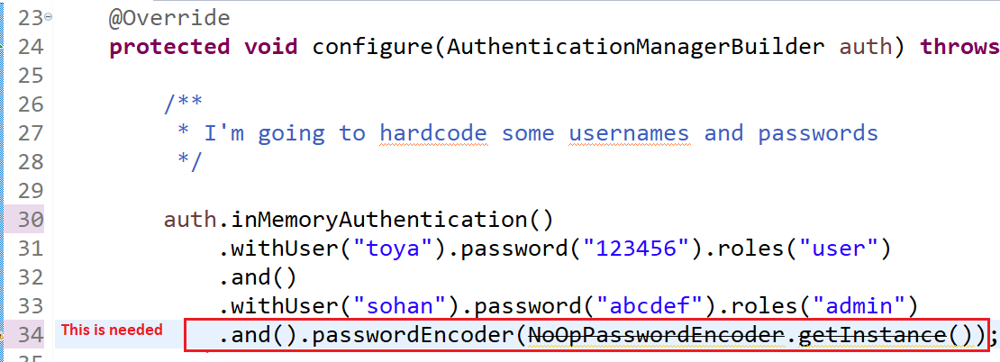 23 @Override
24 protected void configure(AuthenticationManagerBuilder auth) throws
25
26 /**
27 * I'm going to hardcode some usernames and passwords
28 */
29
30 auth.inMemoryAuthentication()
31 .withUser("toya").password("123456").roles("user")
32 .and()
33 .withUser("sohan").password("abcdef").roles("admin")
34 This is needed .and().passwordEncoder(NoOpPasswordEncoder.getInstance());